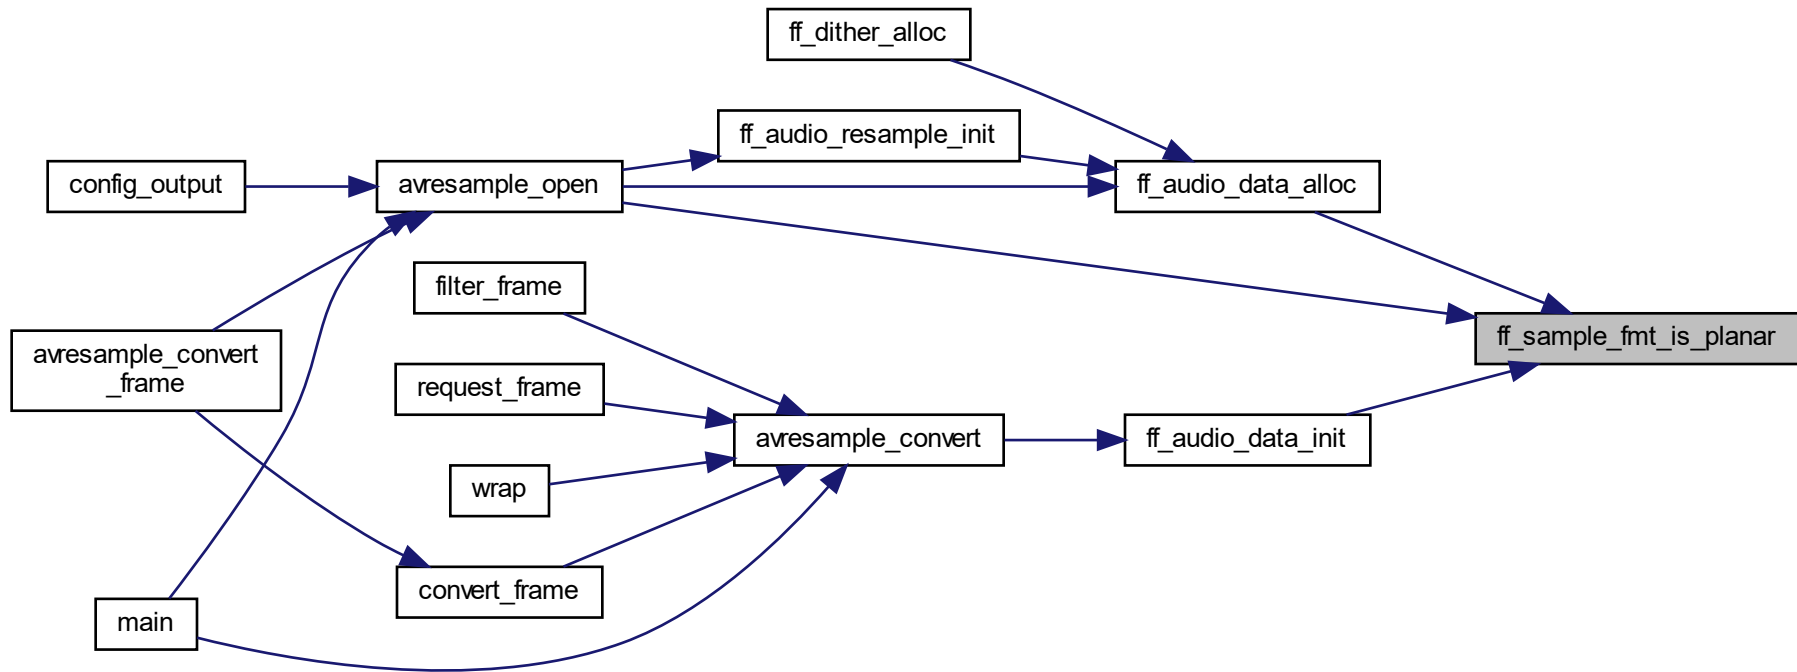 ff_dither_alloc
ff_audio_resample_init
config_output
avresample_open
ff_audio_data_alloc
filter_frame
avresample_convert
_frame
ff_sample_fmt_is_planar
request_frame
avresample_convert
ff_audio_data_init
wrap
convert_frame
main